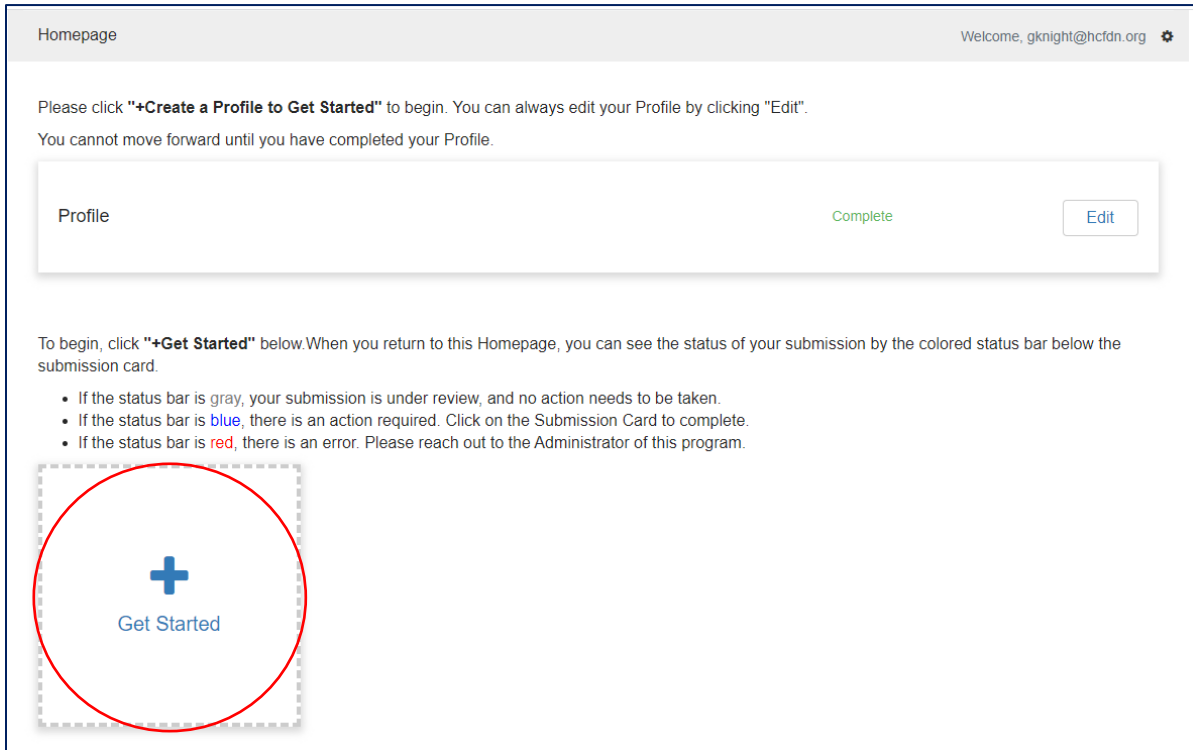 Homepage
Welcome, gknight@hcfdn.org
Please click "+Create a Profile to Get Started" to begin. You can always edit your Profile by clicking "Edit".
You cannot move forward until you have completed your Profile.
Profile
Complete
Edit
To begin, click "+Get Started" below.When you return to this Homepage, you can see the status of your submission by the colored status bar below the
submission card.
• If the status bar is gray, your submission is under review, and no action needs to be taken.
• If the status bar is blue, there is an action required. Click on the Submission Card to complete.
• If the status bar is red, there is an error. Please reach out to the Administrator of this program.
Get Started